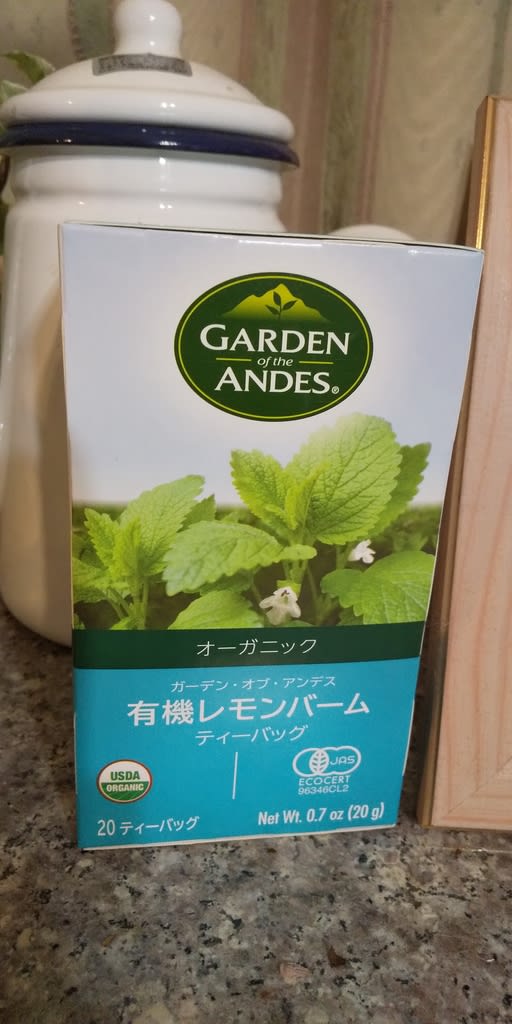 GARDEN
of the
ANDES®
オーガニック
ガーデン・オブ・アンデス
有機レモンバーム
ティーバッグ
USDA
ORGANIC
JAS
ECOCERT
96346CL2
20 ティーバッグ
Net Wt. 0.7 oz (20 g)